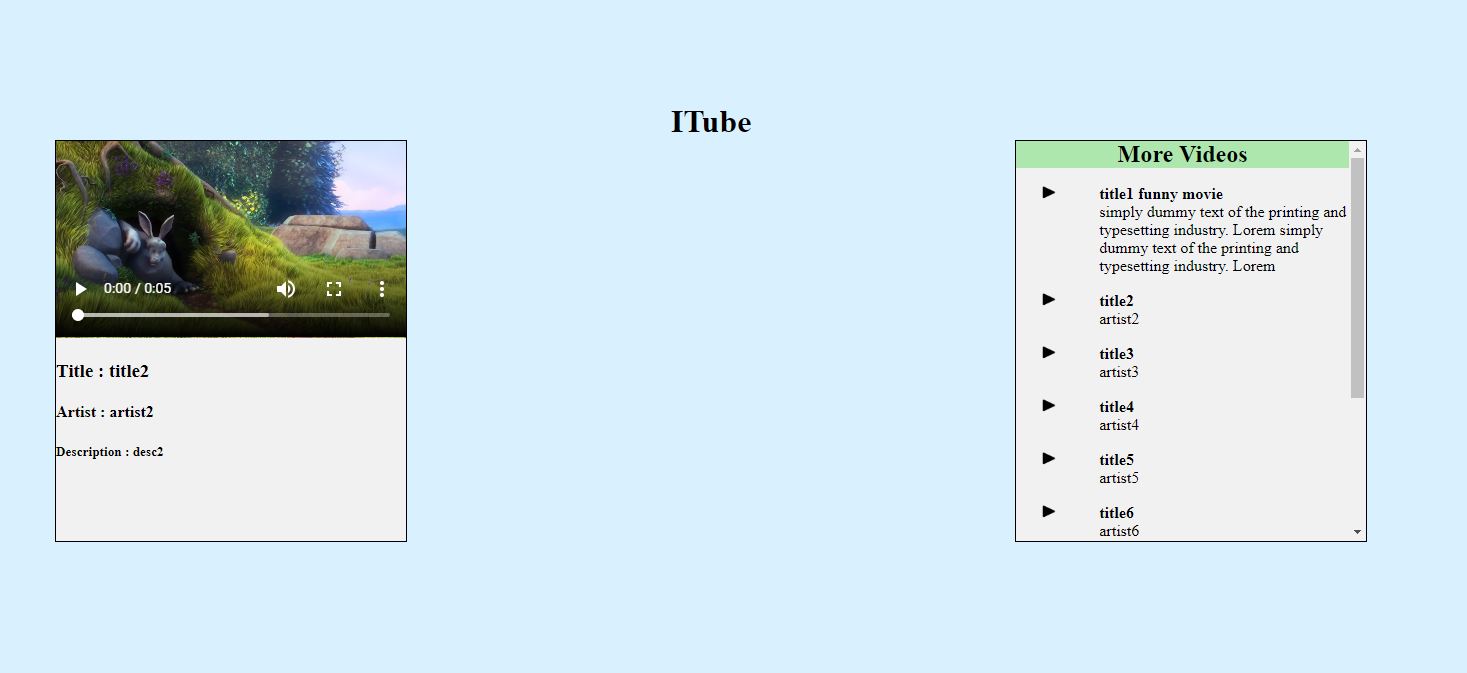 ITube
0:00 / 0:05
Title : title2
Artist : artist2
Description : desc2
More Videos
title1 funny movie
simply dummy text of the printing and
typesetting industry. Lorem simply
dummy text of the printing and
typesetting industry. Lorem
title2
artist2
title3
artist3
title4
artist4
title5
artist5
title6
artist6